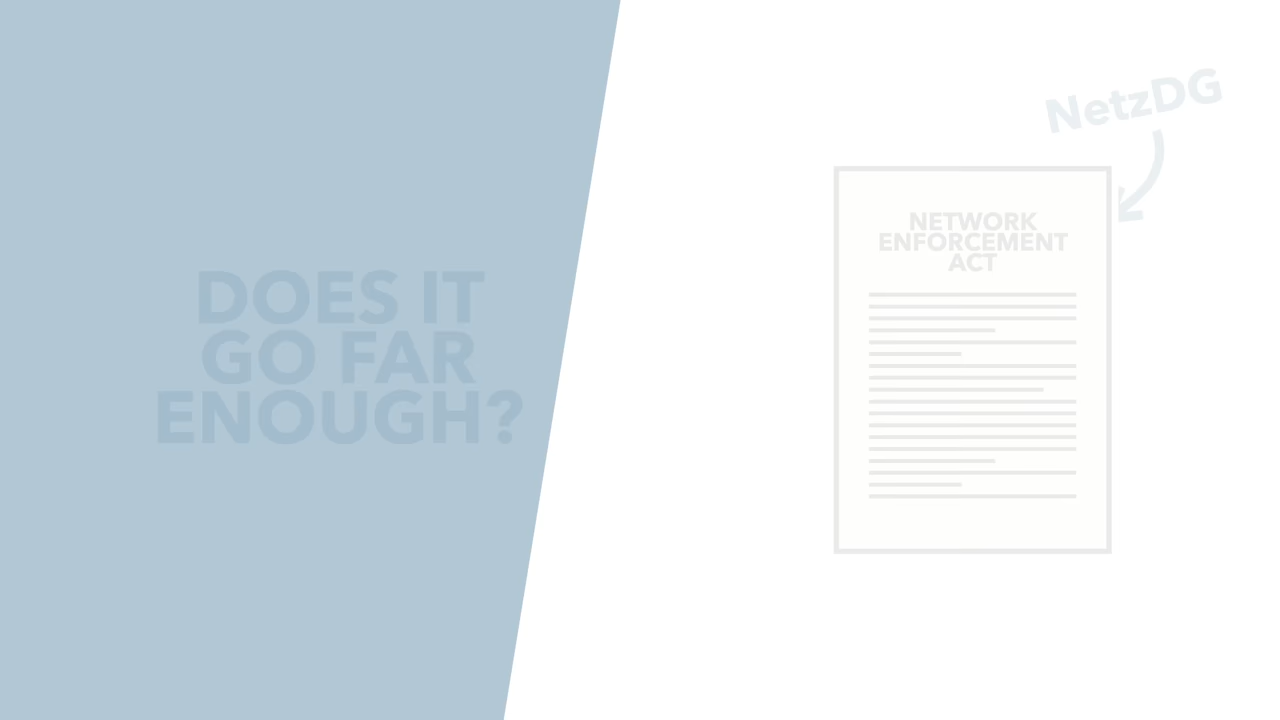 DOES IT
GO FAR
ENOUGH?
NetzDG
NETWORK
ENFORCEMENT
ACT